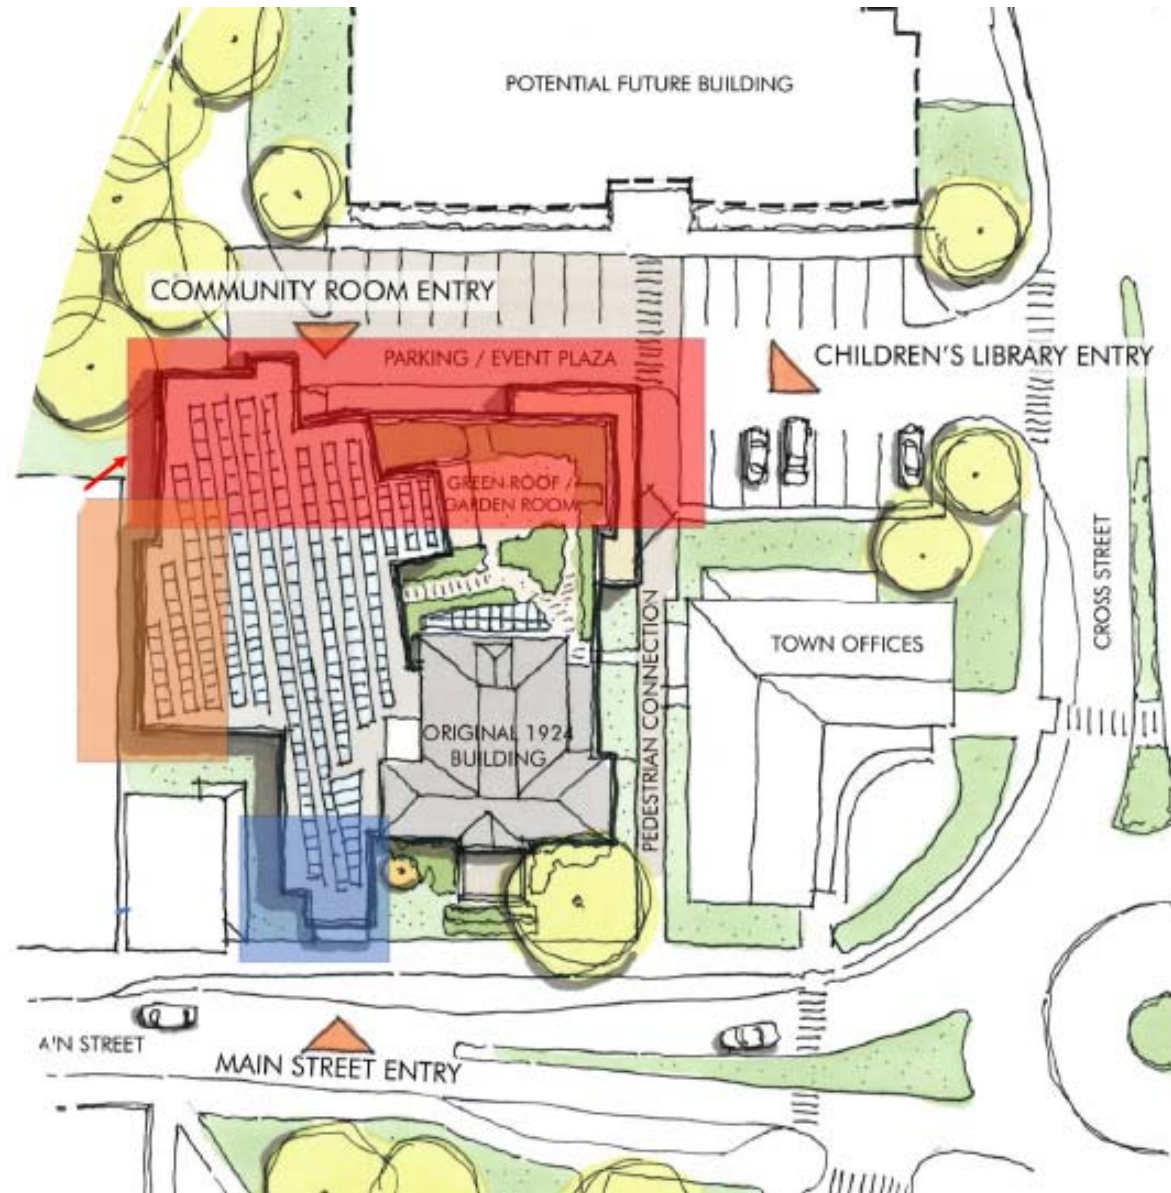 POTENTIAL FUTURE BUILDING
COMMUNITY ROOM ENTRY
PARKING / EVENT PLAZA
CHILDREN'S LIBRARY ENTRY
GREEN ROOF /
GARDEN ROOM
CROSS STREET
TOWN OFFICES
PEDESTRIAN CONNECTION
ORIGINAL 1924
BUILDING
A'N STREET
MAIN STREET ENTRY